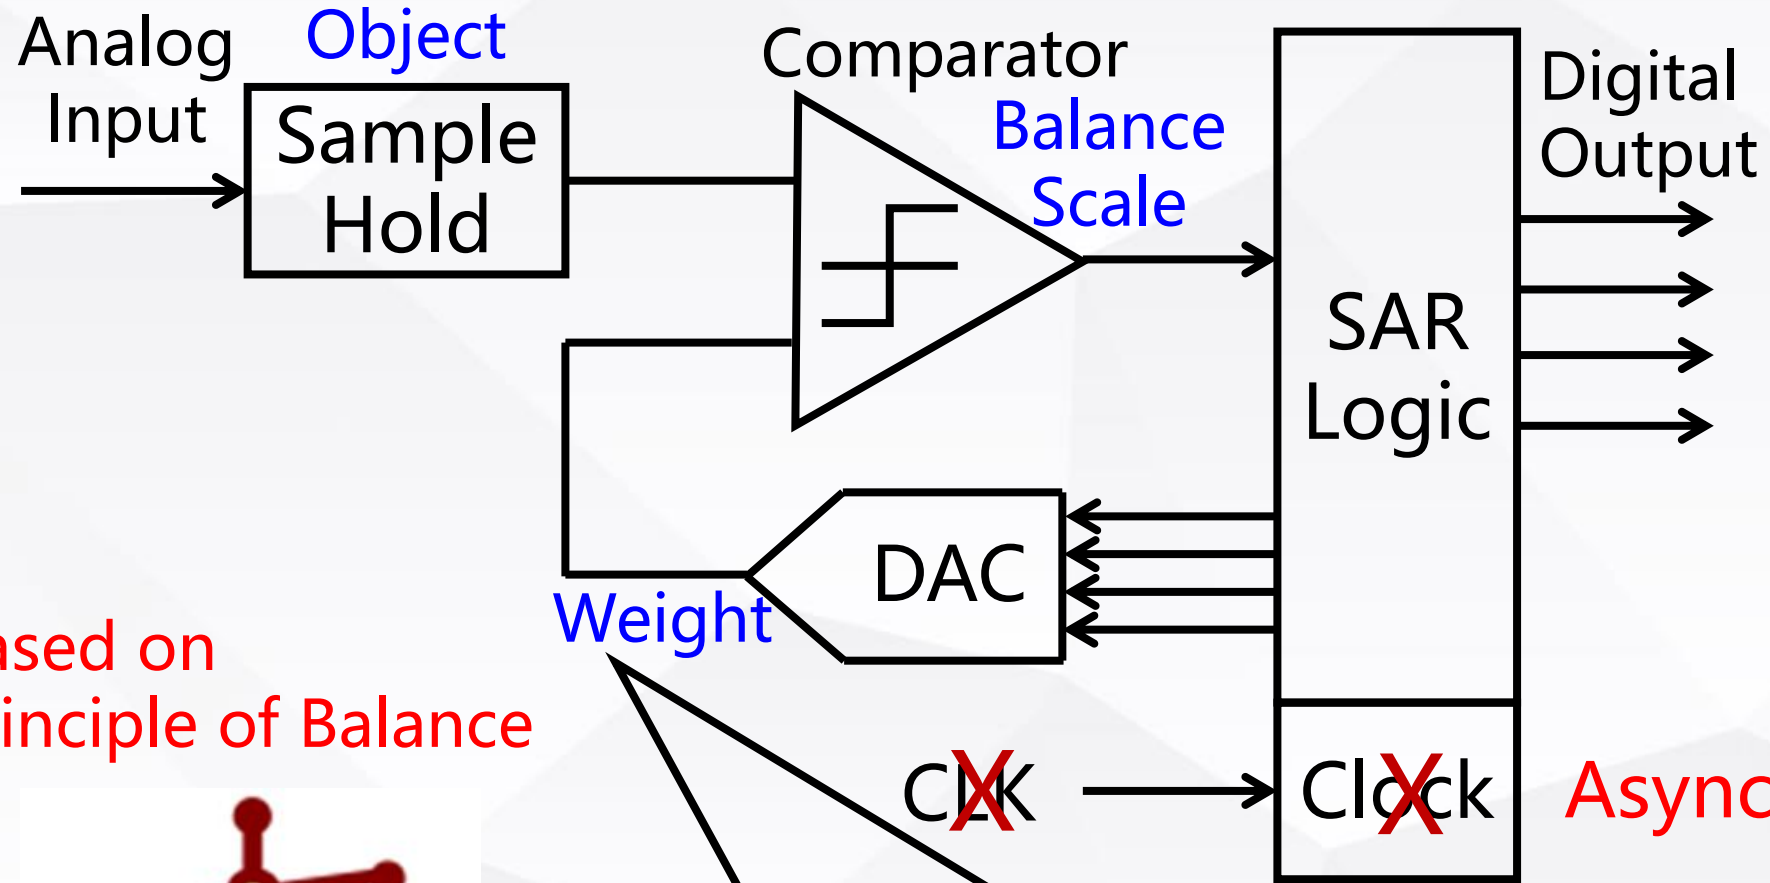 Analog
Input
Object
Sample
Hold
Comparator
Balance
Scale
SAR
Logic
Digital
Output
DAC
Weight
ased on
inciple of Balance
CLK
X
Clock
X
Async